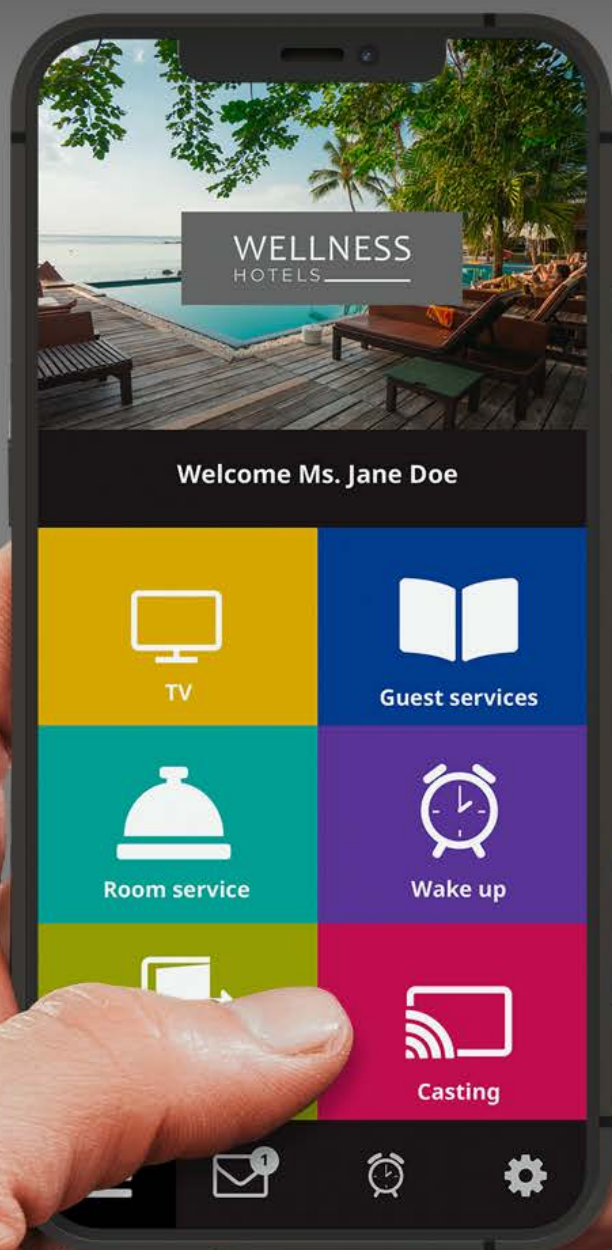 WELLNESS
HOTELS
Welcome Ms. Jane Doe
TV
Guest services
Room service
Wake up
Casting
1